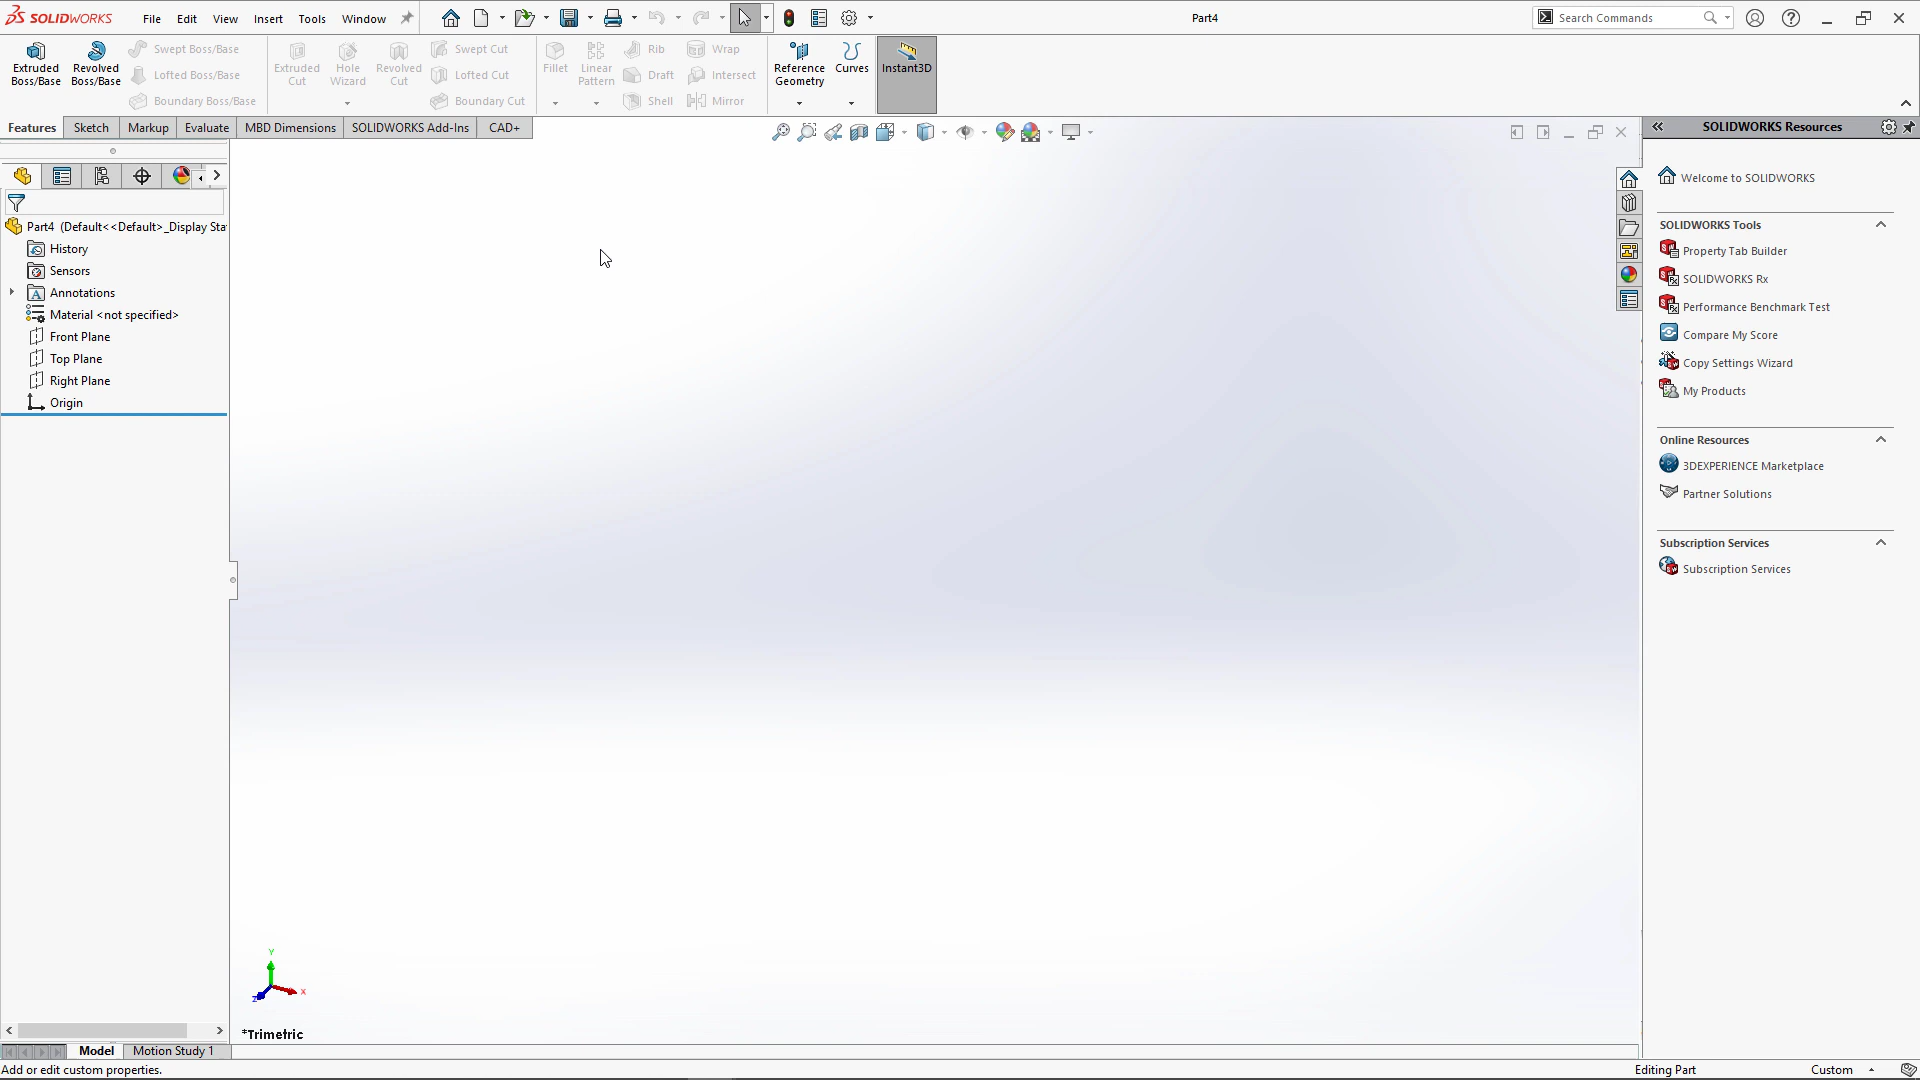 SOLIDWORKS File Edit View Insert Tools Window Part4 Search Commands
Extruded Boss/Base
Revolved Boss/Base
Swept Boss/Base
Lofted Boss/Base
Boundary Boss/Base
Extruded Cut
Hole Wizard
Revolved Cut
Swept Cut
Lofted Cut
Boundary Cut
Fillet
Linear Pattern
Rib
Draft
Shell
Wrap
Intersect
Mirror
Reference Geometry
Curves
Instant3D
Features Sketch Markup Evaluate MBD Dimensions SOLIDWORKS Add-Ins CAD+
Part4 (Default<<Default>_Display Sta
History
Sensors
Annotations
Material <not specified>
Front Plane
Top Plane
Right Plane
Origin
SOLIDWORKS Resources
Welcome to SOLIDWORKS
SOLIDWORKS Tools
Property Tab Builder
SOLIDWORKS Rx
Performance Benchmark Test
Compare My Score
Copy Settings Wizard
My Products
Online Resources
3DEXPERIENCE Marketplace
Partner Solutions
Subscription Services
Subscription Services
Y
X
Z
*Trimetric
Model Motion Study 1
Add or edit custom properties. Editing Part Custom